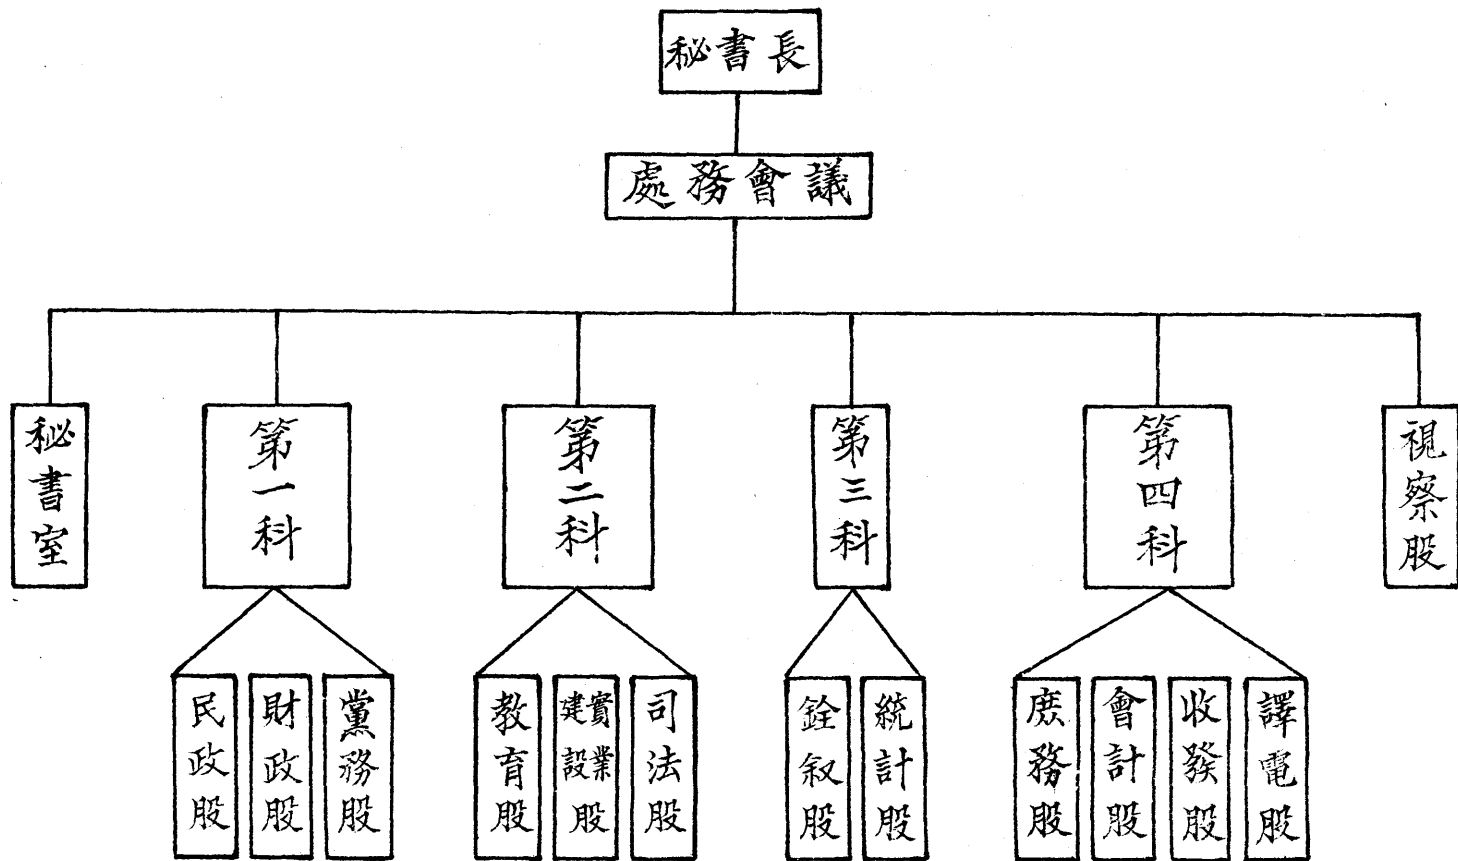 秘書長
處務會議
秘書室
第一科
第二科
第三科
第四科
視察股
民政股
財政股
黨務股
教育股
建設實業股
司法股
銓叙股
統計股
庶務股
會計股
收發股
譯電股